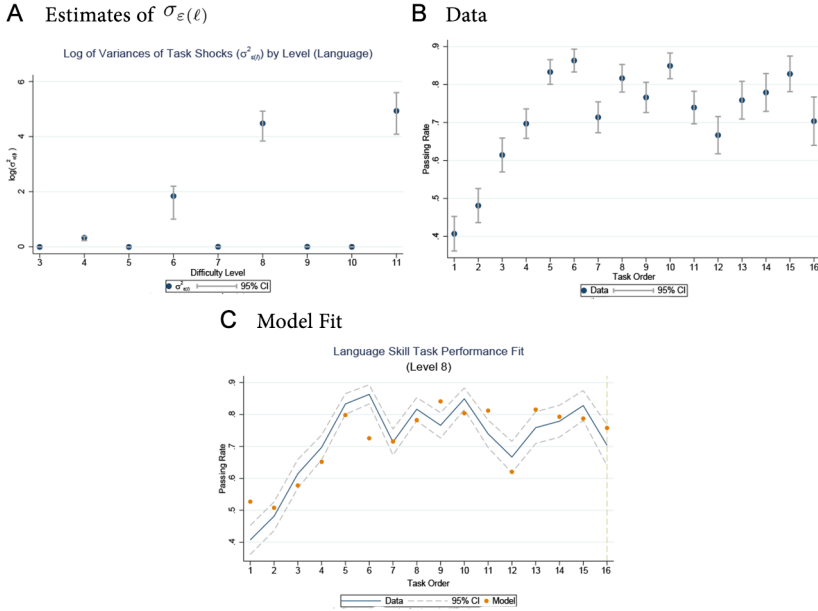 A Estimates of σε(ℓ)
Log of Variances of Task Shocks (σ²ε(ℓ)) by Level (Language)
log(σ²ε(ℓ))
6
4
2
0
3 4 5 6 7 8 9 10 11
Difficulty Level
σ²ε(ℓ) 95% CI
B Data
Passing Rate
.9
.8
.7
.6
.5
.4
1 2 3 4 5 6 7 8 9 10 11 12 13 14 15 16
Task Order
Data 95% CI
C Model Fit
Language Skill Task Performance Fit
(Level 8)
Passing Rate
.9
.8
.7
.6
.5
.4
1 2 3 4 5 6 7 8 9 10 11 12 13 14 15 16
Task Order
Data 95% CI Model